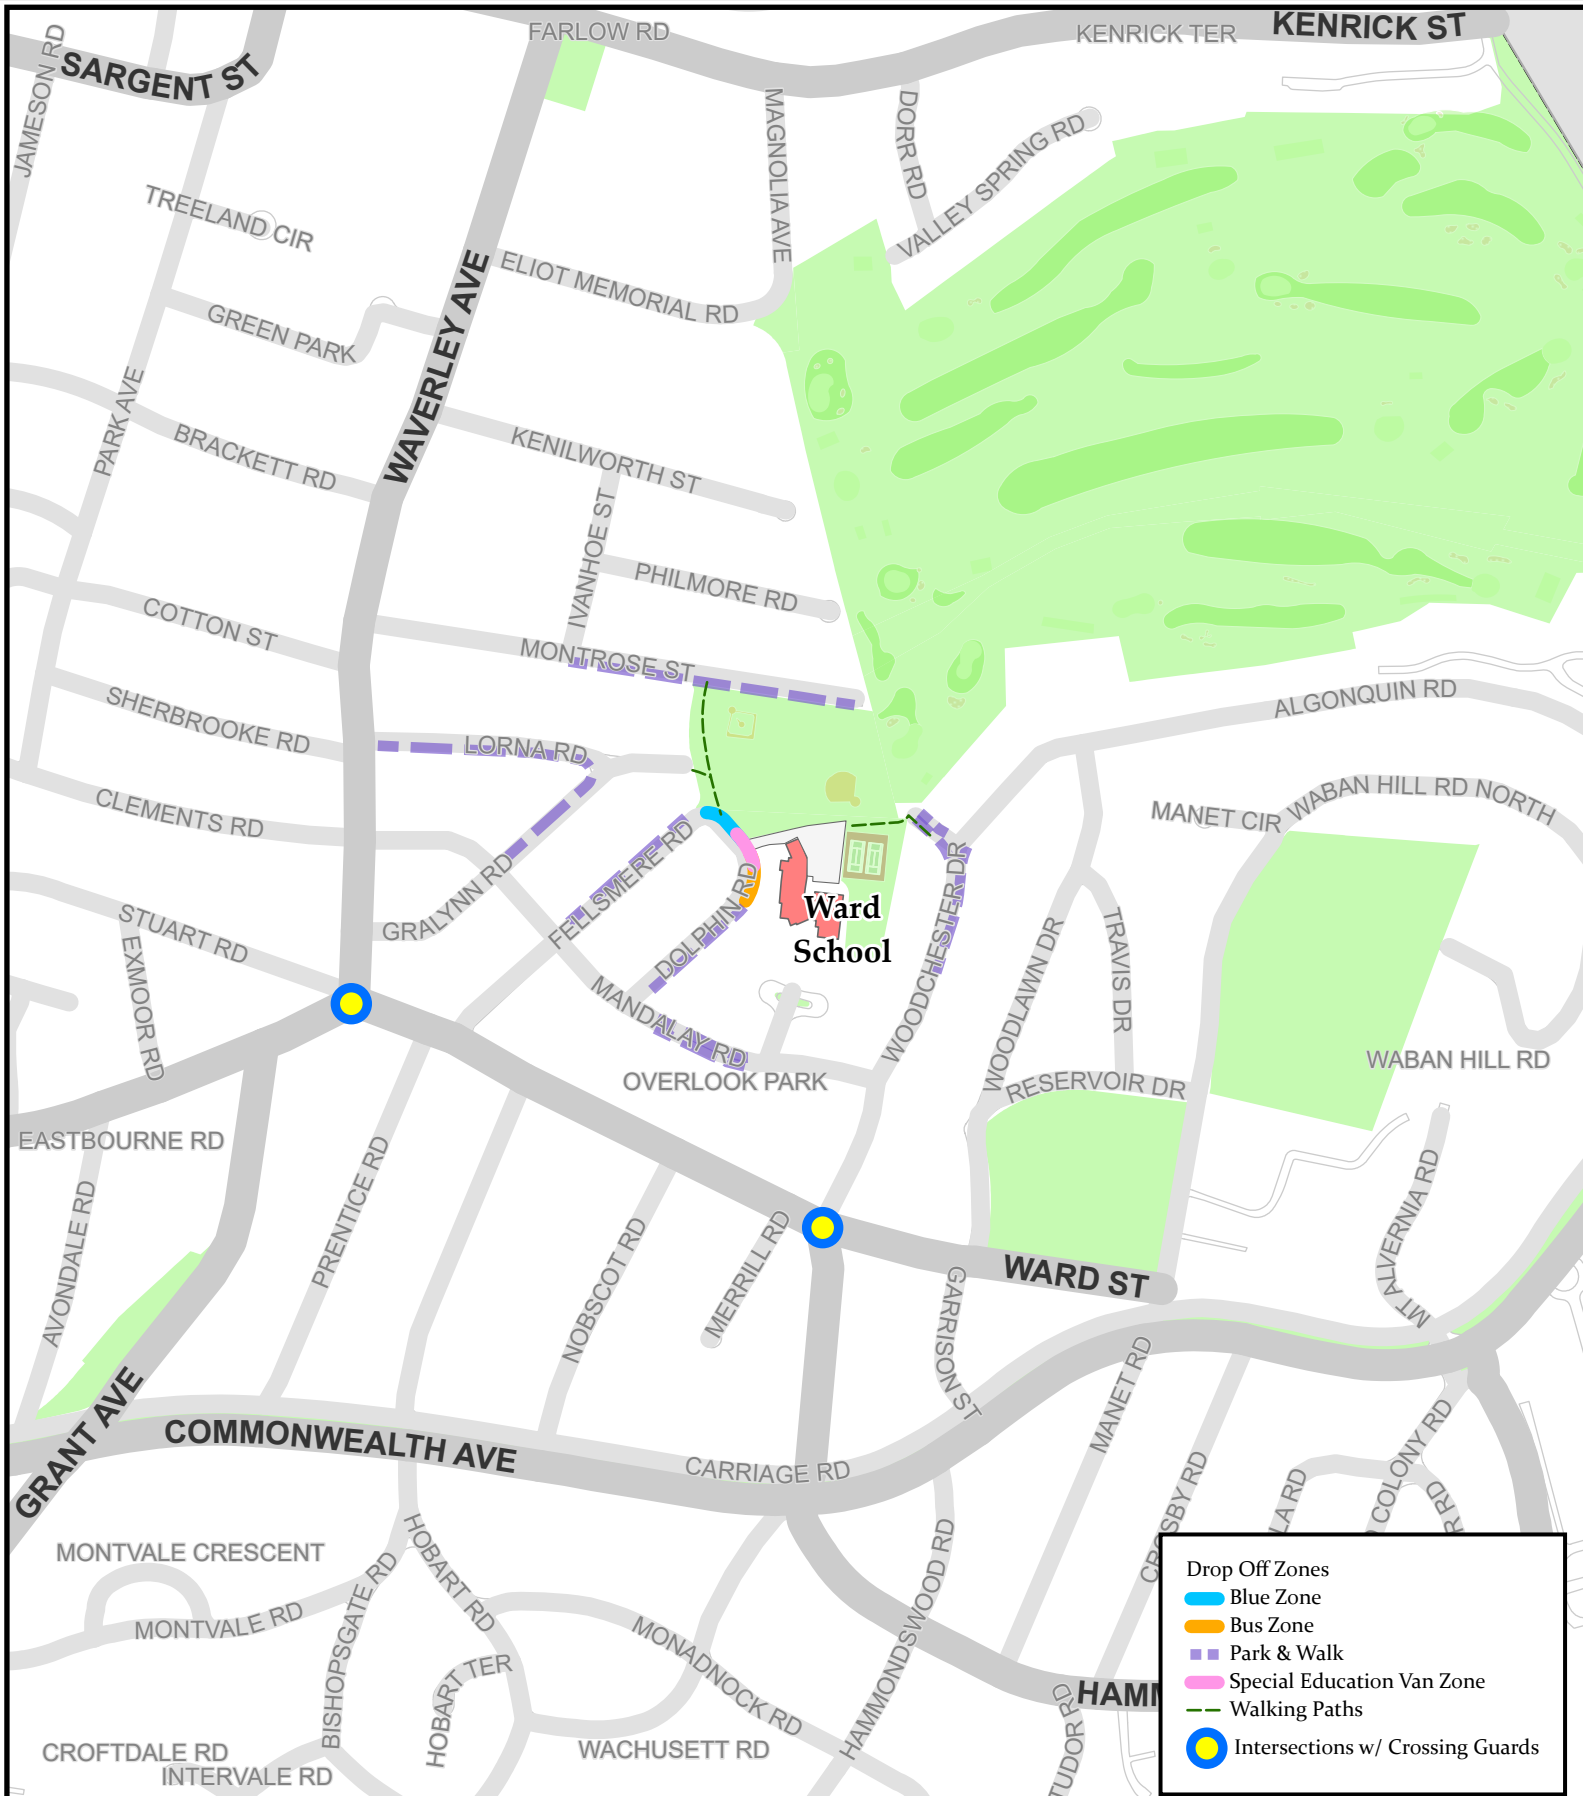 FARLOW RD
KENRICK TER
KENRICK ST
JAMESON RD
SARGENT ST
MAGNOLIA AVE
DORR RD
VALLEY SPRING RD
TREELAND CIR
ELIOT MEMORIAL RD
GREEN PARK
WAVERLEY AVE
PARK AVE
BRACKETT RD
KENILWORTH ST
IVANHOE ST
PHILMORE RD
COTTON ST
MONTROSE ST
SHERBROOKE RD
LORNA RD
ALGONQUIN RD
CLEMENTS RD
MANET CIR
WABAN HILL RD NORTH
GRALYNN RD
FELLSMERE RD
DOLPHIN RD
WOODCHESTER DR
Ward
School
STUART RD
EXMOOR RD
MANDALAY RD
WOODLAWN DR
TRAVIS DR
OVERLOOK PARK
RESERVOIR DR
WABAN HILL RD
EASTBOURNE RD
AVONDALE RD
PRENTICE RD
NOBSCOT RD
MERRILL RD
GARRISON ST
WARD ST
MT ALVERNIA RD
GRANT AVE
COMMONWEALTH AVE
CARRIAGE RD
MANET RD
CROSBY RD
LA RD
COLONY RD
R RD
MONTVALE CRESCENT
MONTVALE RD
BISHOPSGATE RD
HOBART RD
HOBART TER
MONADNOCK RD
HAMMONDSWOOD RD
WACHUSETT RD
CROFTDALE RD
INTERVALE RD
TUDOR RD
HAMM
Drop Off Zones
Blue Zone
Bus Zone
Park & Walk
Special Education Van Zone
Walking Paths
Intersections w/ Crossing Guards